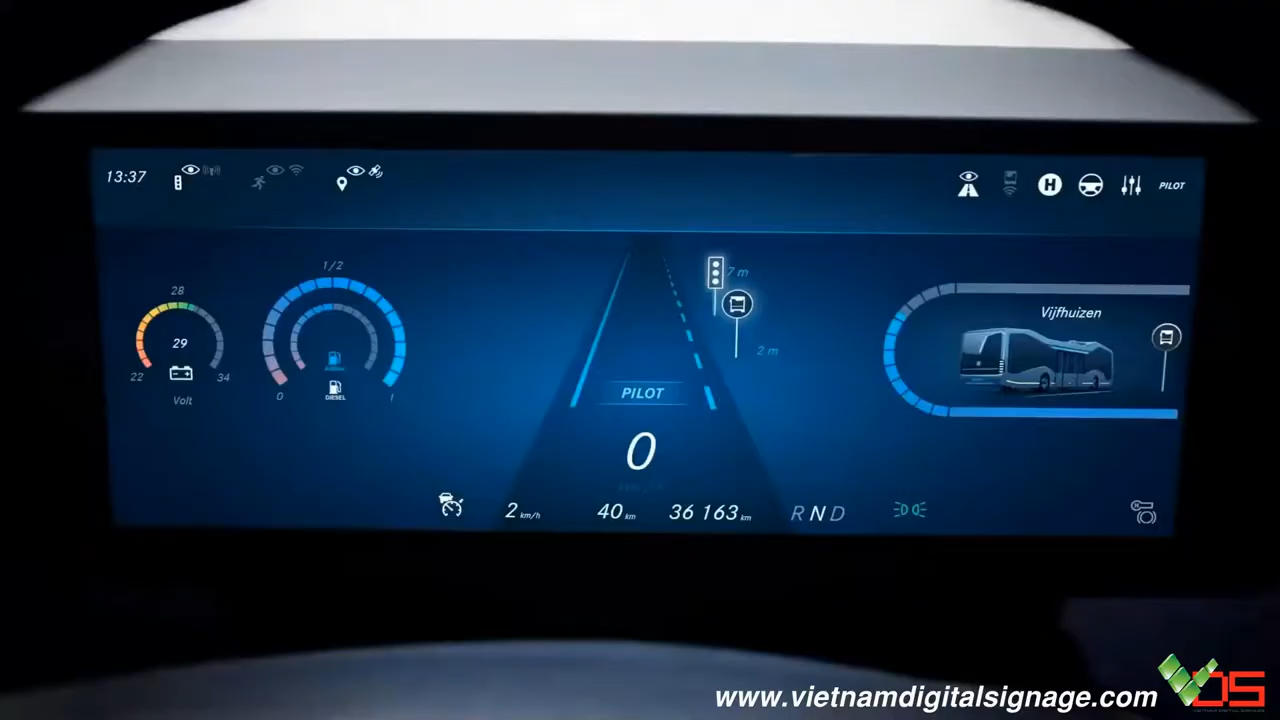 13:37
H
PILOT
1/2
28
29
22
34
Volt
0
DIESEL
1
7 m
2 m
PILOT
0
Vijfhuizen
2 km/h
40 km
36 163 km
R N D
www.vietnamdigitalsignage.com
VDS